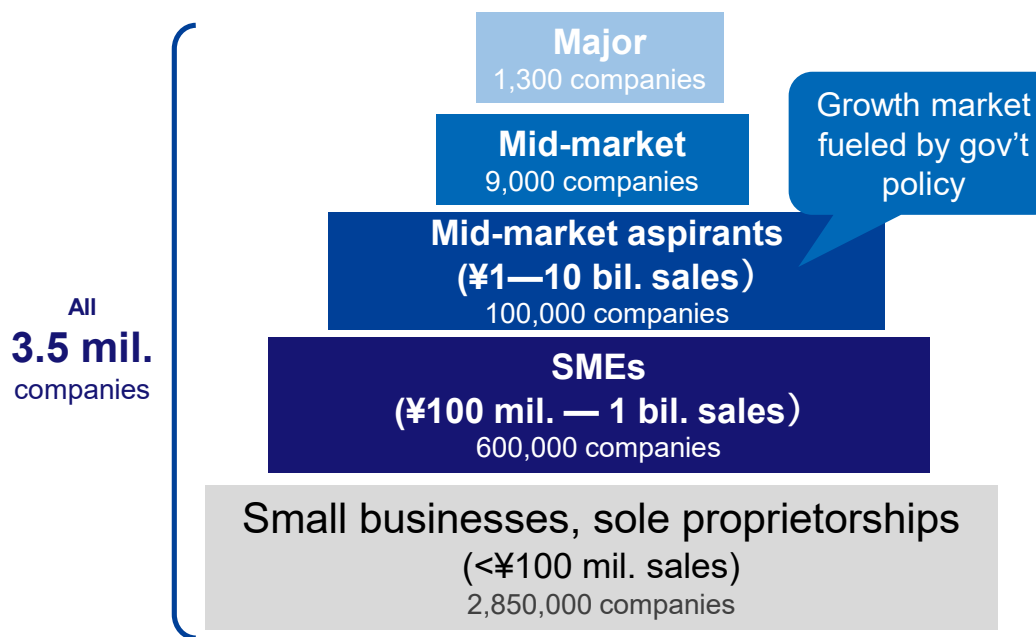 Major
1,300 companies
Mid-market
9,000 companies
Growth market
fueled by gov't
policy
Mid-market aspirants
(¥1—10 bil. sales）
100,000 companies
All
3.5 mil.
companies
SMEs
(¥100 mil. — 1 bil. sales）
600,000 companies
Small businesses, sole proprietorships
(<¥100 mil. sales)
2,850,000 companies